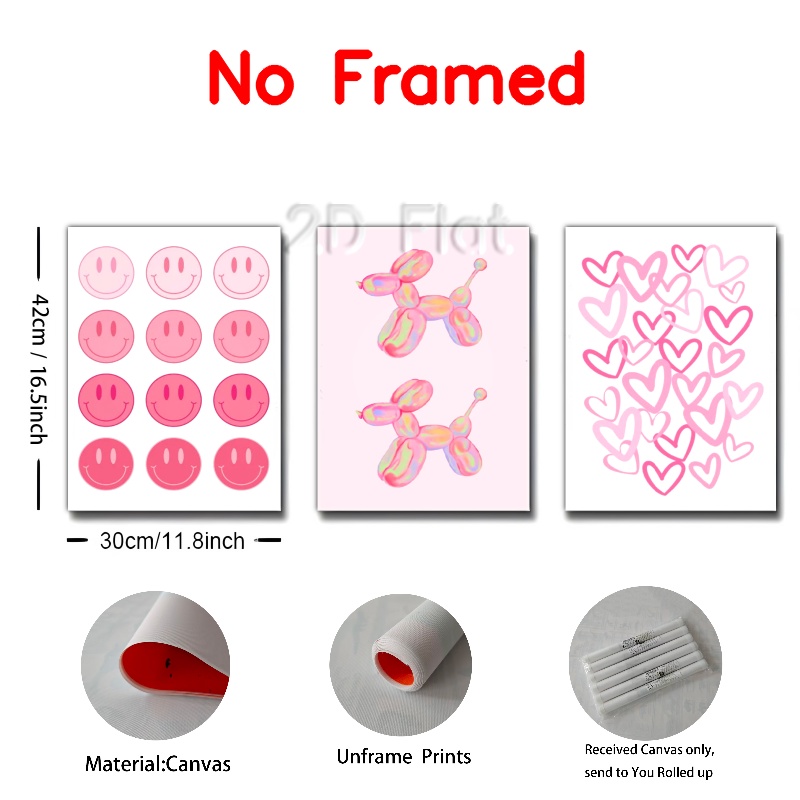 No Framed
2D Flat
42cm / 16.5inch
30cm/11.8inch
Material:Canvas
Unframe Prints
Received Canvas only,
send to You Rolled up